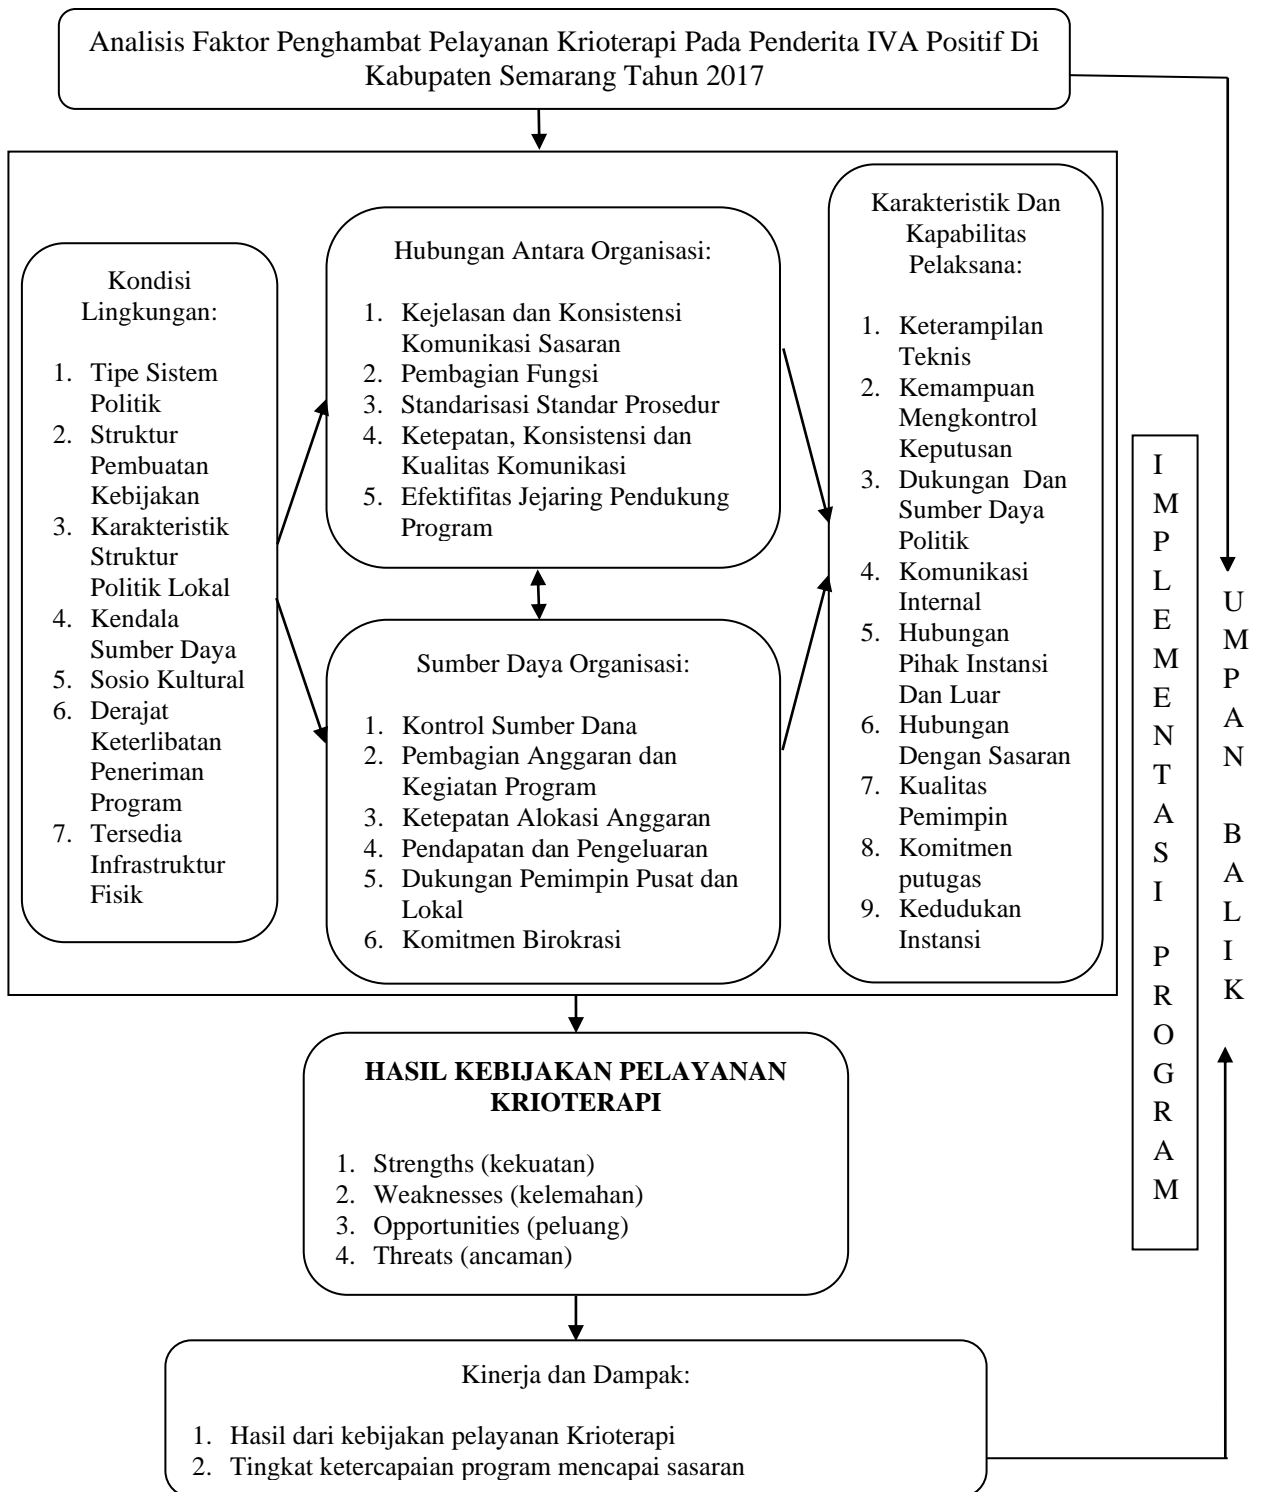 Analisis Faktor Penghambat Pelayanan Krioterapi Pada Penderita IVA Positif Di
Kabupaten Semarang Tahun 2017
Kondisi
Lingkungan:
1. Tipe Sistem
Politik
2. Struktur
Pembuatan
Kebijakan
3. Karakteristik
Struktur
Politik Lokal
4. Kendala
Sumber Daya
5. Sosio Kultural
6. Derajat
Keterlibatan
Peneriman
Program
7. Tersedia
Infrastruktur
Fisik
Hubungan Antara Organisasi:
1. Kejelasan dan Konsistensi
Komunikasi Sasaran
2. Pembagian Fungsi
3. Standarisasi Standar Prosedur
4. Ketepatan, Konsistensi dan
Kualitas Komunikasi
5. Efektifitas Jejaring Pendukung
Program
Sumber Daya Organisasi:
1. Kontrol Sumber Dana
2. Pembagian Anggaran dan
Kegiatan Program
3. Ketepatan Alokasi Anggaran
4. Pendapatan dan Pengeluaran
5. Dukungan Pemimpin Pusat dan
Lokal
6. Komitmen Birokrasi
Karakteristik Dan
Kapabilitas
Pelaksana:
1. Keterampilan
Teknis
2. Kemampuan
Mengkontrol
Keputusan
3. Dukungan Dan
Sumber Daya
Politik
4. Komunikasi
Internal
5. Hubungan
Pihak Instansi
Dan Luar
6. Hubungan
Dengan Sasaran
7. Kualitas
Pemimpin
8. Komitmen
putugas
9. Kedudukan
Instansi
IMPLEMENTASI PROGRAM
UMPAN BALIK
HASIL KEBIJAKAN PELAYANAN
KRIOTERAPI
1. Strengths (kekuatan)
2. Weaknesses (kelemahan)
3. Opportunities (peluang)
4. Threats (ancaman)
Kinerja dan Dampak:
1. Hasil dari kebijakan pelayanan Krioterapi
2. Tingkat ketercapaian program mencapai sasaran